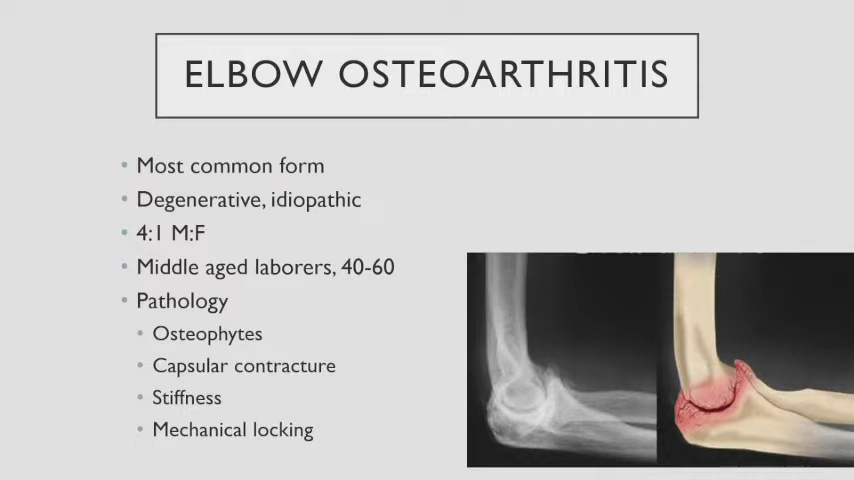 ELBOW OSTEOARTHRITIS
• Most common form
• Degenerative, idiopathic
• 4:1 M:F
• Middle aged laborers, 40-60
• Pathology
• Osteophytes
• Capsular contracture
• Stiffness
• Mechanical locking